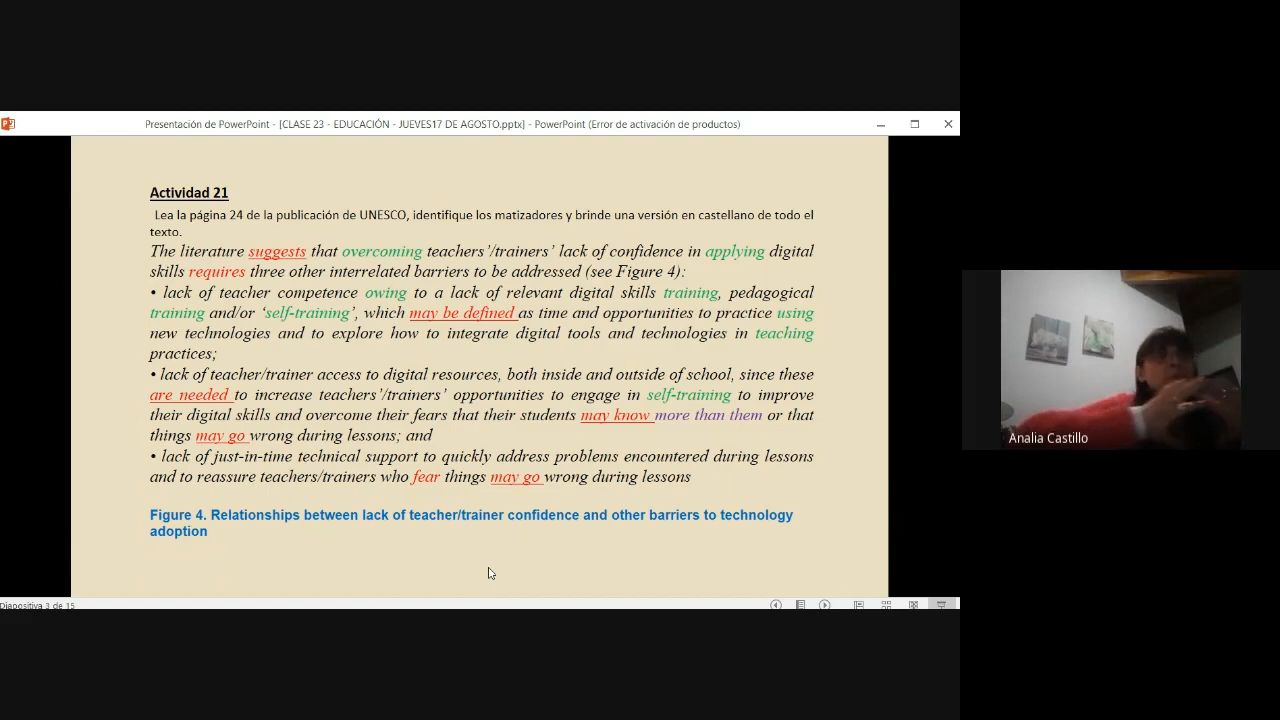 Presentación de PowerPoint - [CLASE 23 - EDUCACIÓN - JUEVES17 DE AGOSTO.pptx] - PowerPoint (Error de activación de productos)
Actividad 21
Lea la página 24 de la publicación de UNESCO, identifique los matizadores y brinde una versión en castellano de todo el
texto.
The literature suggests that overcoming teachers’/trainers’ lack of confidence in applying digital
skills requires three other interrelated barriers to be addressed (see Figure 4):
• lack of teacher competence owing to a lack of relevant digital skills training, pedagogical
training and/or ‘self-training’, which may be defined as time and opportunities to practice using
new technologies and to explore how to integrate digital tools and technologies in teaching
practices;
• lack of teacher/trainer access to digital resources, both inside and outside of school, since these
are needed to increase teachers’/trainers’ opportunities to engage in self-training to improve
their digital skills and overcome their fears that their students may know more than them or that
things may go wrong during lessons; and
• lack of just-in-time technical support to quickly address problems encountered during lessons
and to reassure teachers/trainers who fear things may go wrong during lessons
Figure 4. Relationships between lack of teacher/trainer confidence and other barriers to technology
adoption
Diapositiva 3 de 15
Analia Castillo